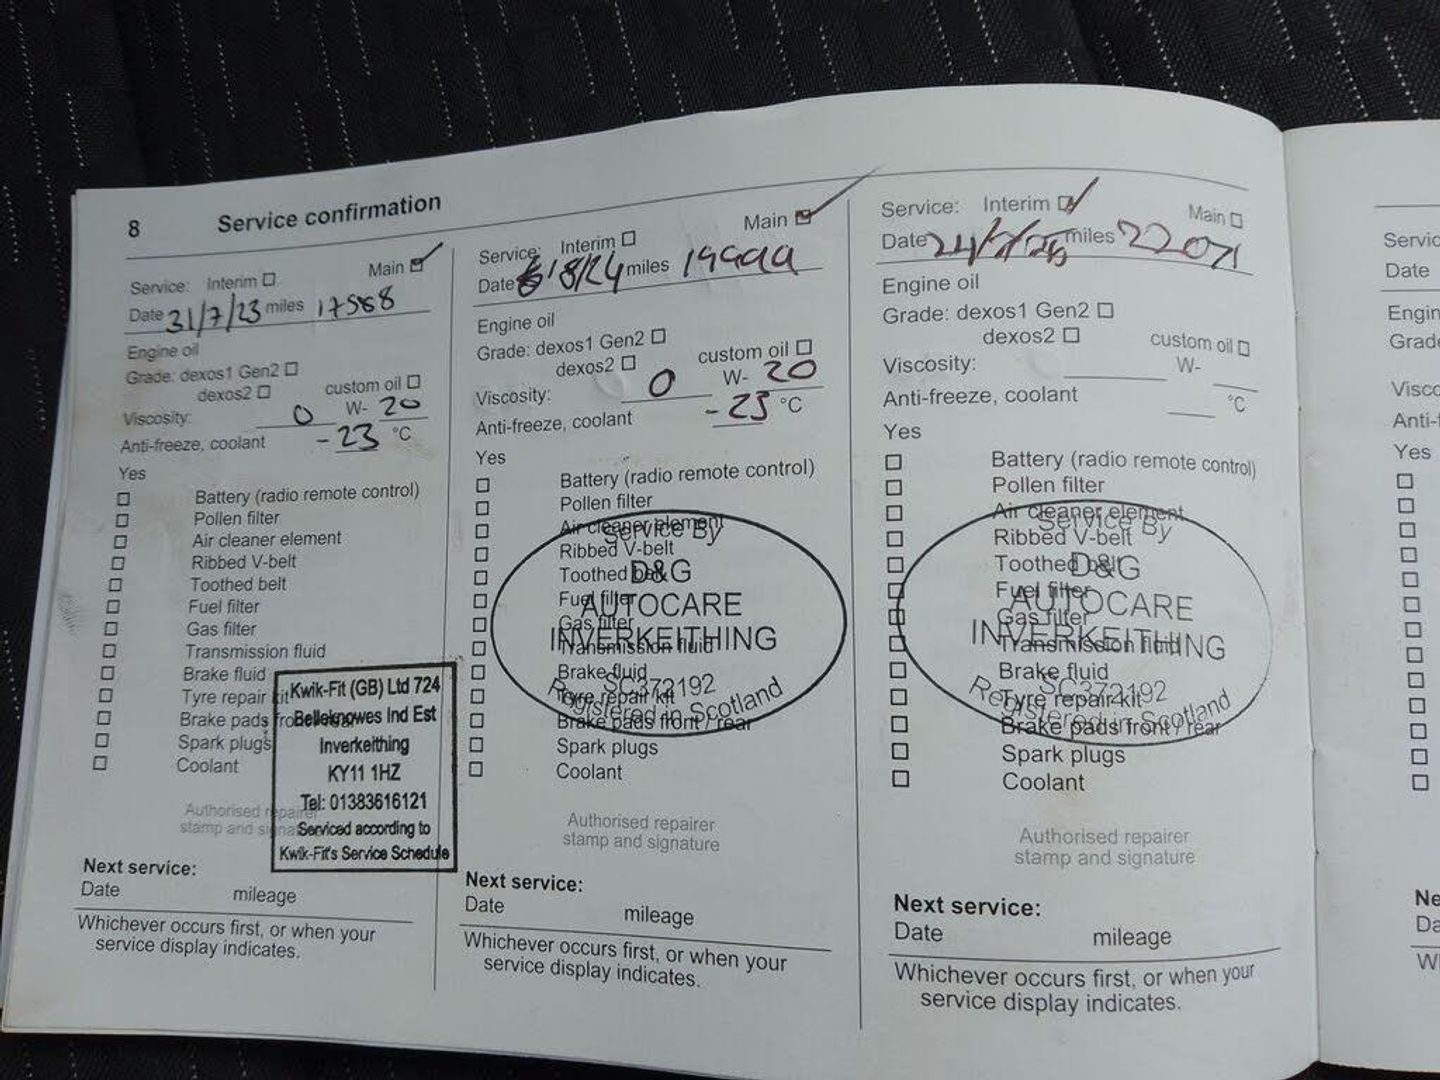 8 Service confirmation
Service: Interim Main
Date 31/7/23 miles 17588
Engine oil
Grade: dexos1 Gen2
dexos2 custom oil
Viscosity: 0 W- 20
Anti-freeze, coolant -23 °C
Yes
Battery (radio remote control)
Pollen filter
Air cleaner element
Ribbed V-belt
Toothed belt
Fuel filter
Gas filter
Transmission fluid
Brake fluid
Tyre repair kit
Brake pads front / rear
Spark plugs
Coolant
Authorised repairer
stamp and signature
Kwik-Fit (GB) Ltd 724
Belleknowes Ind Est
Inverkeithing
KY11 1HZ
Tel: 01383616121
Serviced according to
Kwik-Fit's Service Schedule
Next service:
Date mileage
Whichever occurs first, or when your
service display indicates.
Service: Interim Main
Date 8/24 miles 19999
Engine oil
Grade: dexos1 Gen2
dexos2 custom oil
Viscosity: 0 W- 20
Anti-freeze, coolant -23 °C
Yes
Battery (radio remote control)
Pollen filter
Air cleaner element
Ribbed V-belt
Toothed belt
Fuel filter
Gas filter
Transmission fluid
Brake fluid
Tyre repair kit
Brake pads front / rear
Spark plugs
Coolant
Service By
D&G
AUTOCARE
INVERKEITHING
SC372192
Registered in Scotland
Authorised repairer
stamp and signature
Next service:
Date mileage
Whichever occurs first, or when your
service display indicates.
Service: Interim Main
Date miles 22071
Engine oil
Grade: dexos1 Gen2
dexos2 custom oil
Viscosity: W-
Anti-freeze, coolant °C
Yes
Battery (radio remote control)
Pollen filter
Air cleaner element
Ribbed V-belt
Toothed belt
Fuel filter
Gas filter
Transmission fluid
Brake fluid
Tyre repair kit
Brake pads front / rear
Spark plugs
Coolant
Service By
D&G
AUTOCARE
INVERKEITHING
SC372192
Registered in Scotland
Authorised repairer
stamp and signature
Next service:
Date mileage
Whichever occurs first, or when your
service display indicates.
Date
Yes